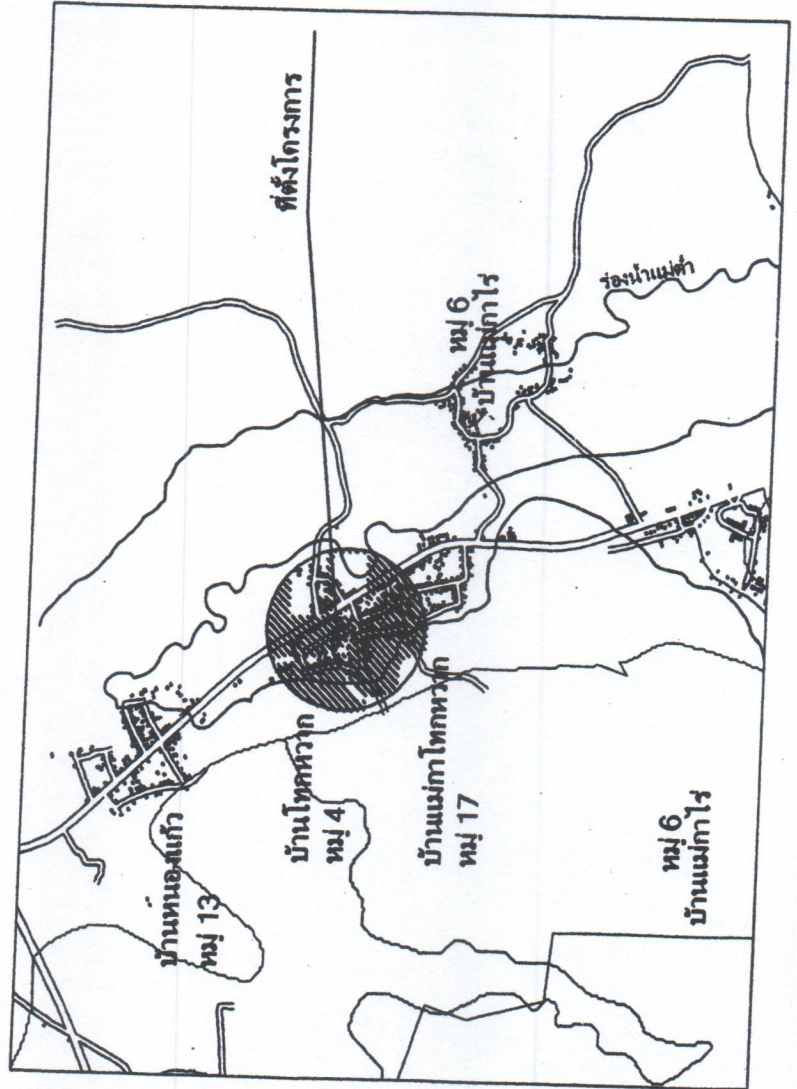 ที่ตั้งโครงการ
ร่องน้ำแม่ต๋ำ
หมู่ 6
บ้านแม่กาไร่
บ้านหนองแก้ว
หมู่ 13
บ้านโทกหวาก
หมู่ 4
บ้านแม่กาโทกหวาก
หมู่ 17
หมู่ 6
บ้านแม่กาไร่